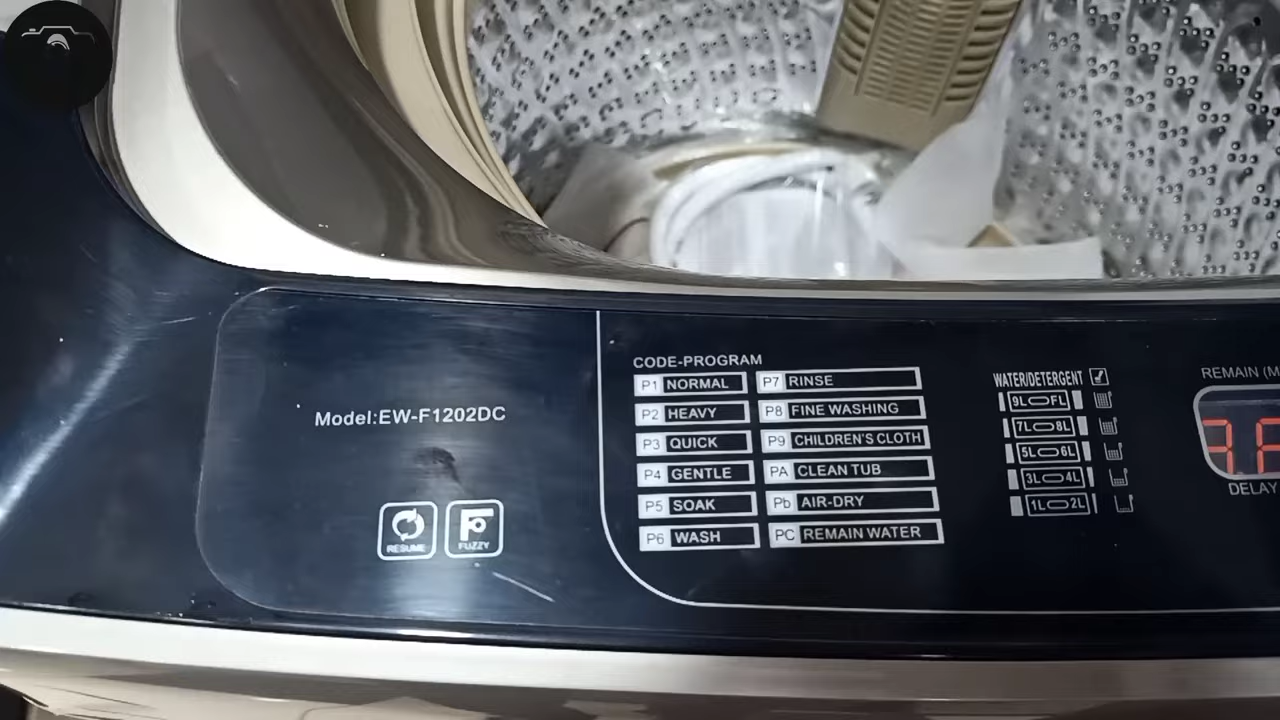 Model:EW-F1202DC
RESUME
FUZZY
CODE-PROGRAM
P1 NORMAL
P2 HEAVY
P3 QUICK
P4 GENTLE
P5 SOAK
P6 WASH
P7 RINSE
P8 FINE WASHING
P9 CHILDREN'S CLOTH
PA CLEAN TUB
Pb AIR-DRY
PC REMAIN WATER
WATER/DETERGENT
9L FL
7L 8L
5L 6L
3L 4L
1L 2L
REMAIN (M
DELAY